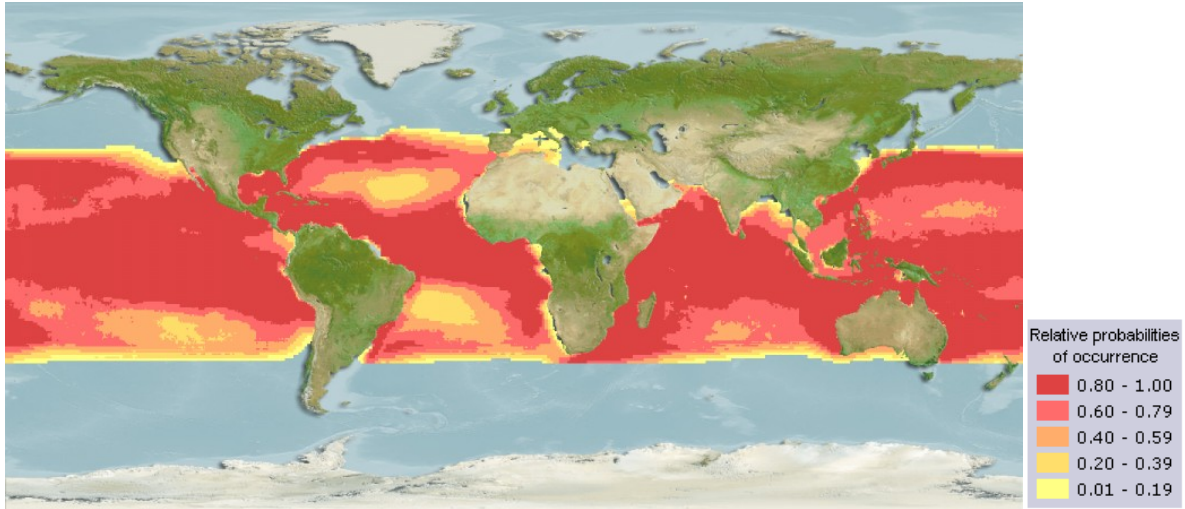 Relative probabilities
of occurrence
0.80 - 1.00
0.60 - 0.79
0.40 - 0.59
0.20 - 0.39
0.01 - 0.19